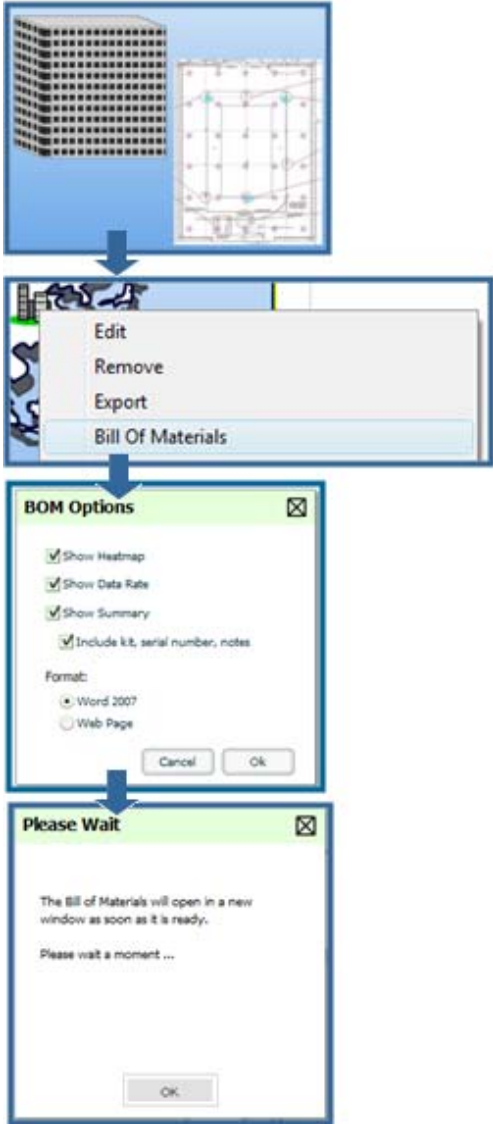 Edit
Remove
Export
Bill Of Materials
BOM Options
Show Heatmap
Show Data Rate
Show Summary
Include kit, serial number, notes
Format:
Word 2007
Web Page
Cancel
Ok
Please Wait
The Bill of Materials will open in a new
window as soon as it is ready.
Please wait a moment ...
OK